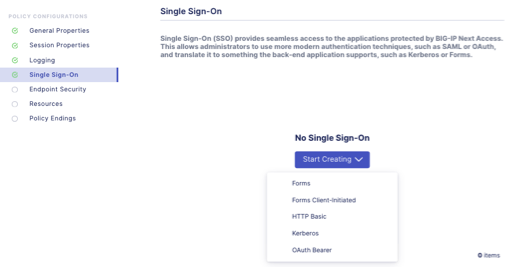 POLICY CONFIGURATIONS
General Properties
Session Properties
Logging
Single Sign-On
Endpoint Security
Resources
Policy Endings
Single Sign-On
Single Sign-On (SSO) provides seamless access to the applications protected by BIG-IP Next Access.
This allows administrators to use more modern authentication techniques, such as SAML or OAuth,
and translate it to something the back-end application supports, such as Kerberos or Forms.
No Single Sign-On
Start Creating
Forms
Forms Client-Initiated
HTTP Basic
Kerberos
OAuth Bearer
0 items